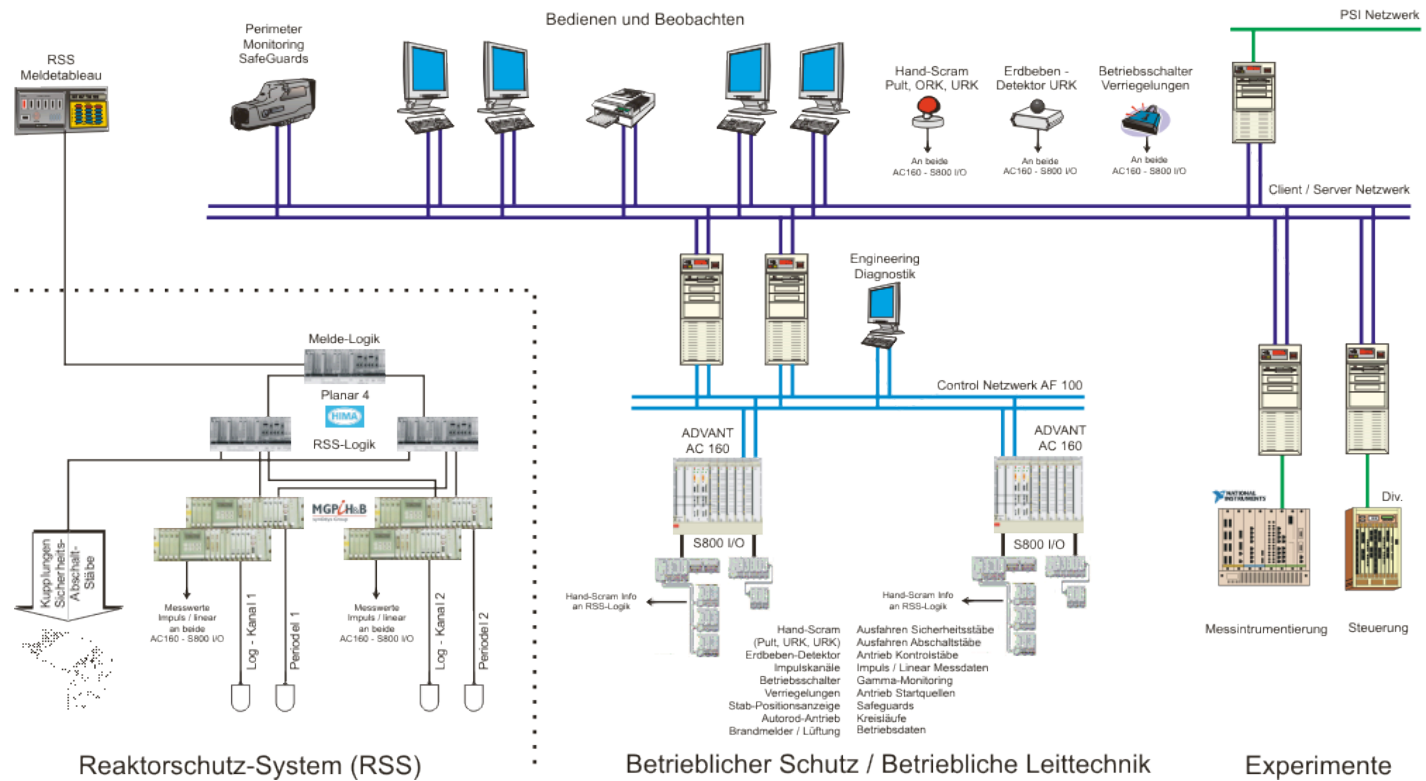 Bedienen und Beobachten
PSI Netzwerk
Perimeter
Monitoring
SafeGuards
RSS
Meldetableau
Hand-Scram
Pult, ORK, URK
Erdbeben -
Detektor URK
Betriebsschalter
Verriegelungen
An beide
AC160 - S800 I/O
An beide
AC160 - S800 I/O
An beide
AC160 - S800 I/O
Client / Server Netzwerk
Engineering
Diagnostik
Melde-Logik
Planar 4
HIMA
RSS-Logik
Control Netzwerk AF 100
ADVANT
AC 160
ADVANT
AC 160
MGPi H&B
NATIONAL
INSTRUMENTS
Div.
S800 I/O
S800 I/O
Kupplungen
Sicherheits-
Abschalt-
Stäbe
Messwerte
Impuls / linear
an beide
AC160 - S800 I/O
Log - Kanal 1
Periodel 1
Messwerte
Impuls / linear
an beide
AC160 - S800 I/O
Log - Kanal 2
Periodel 2
Hand-Scram Info
an RSS-Logik
Hand-Scram Info
an RSS-Logik
Messintrumentierung
Steuerung
Hand-Scram
(Pult, URK, URK)
Erdbeben-Detektor
Impulskanäle
Betriebsschalter
Verriegelungen
Stab-Positionsanzeige
Autorod-Antrieb
Brandmelder / Lüftung
Ausfahren Sicherheitsstäbe
Ausfahren Abschaltstäbe
Antrieb Kontrolstäbe
Impuls / Linear Messdaten
Gamma-Monitoring
Antrieb Startquellen
Safeguards
Kreisläufe
Betriebsdaten
Reaktorschutz-System (RSS)
Betrieblicher Schutz / Betriebliche Leittechnik
Experimente